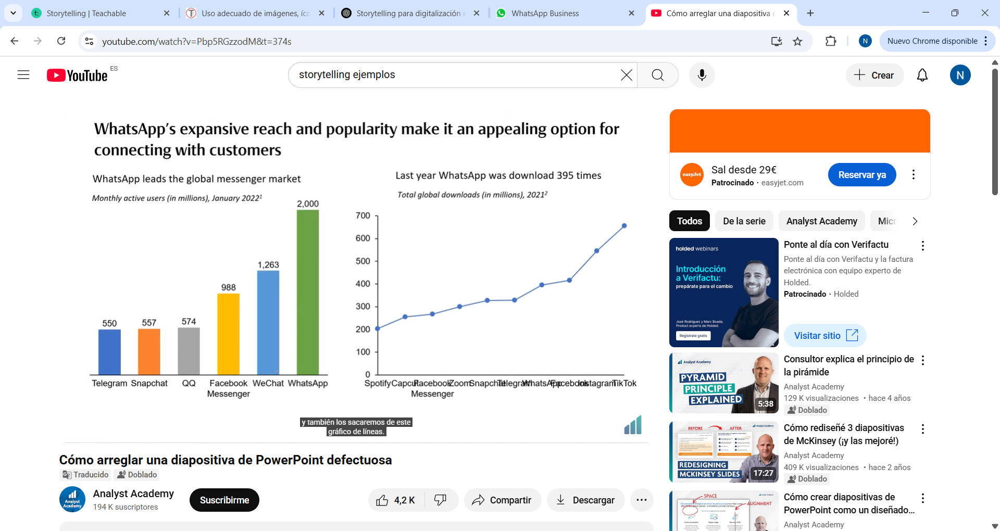 Storytelling | Teachable
Uso adecuado de imágenes, íco
Storytelling para digitalización e
WhatsApp Business
Cómo arreglar una diapositiva d
youtube.com/watch?v=Pbp5RGzzodM&t=374s
N
Nuevo Chrome disponible
YouTube ES
storytelling ejemplos
Crear
N
WhatsApp's expansive reach and popularity make it an appealing option for
connecting with customers
WhatsApp leads the global messenger market
Monthly active users (in millions), January 2022¹
2,000
1,263
988
574
557
550
Telegram Snapchat QQ Facebook Messenger WeChat WhatsApp
Last year WhatsApp was download 395 times
Total global downloads (in millions), 2021²
700
600
500
400
300
200
100
0
Spotify Capcut Facebook Messenger Zoom Snapchat Telegram WhatsApp Facebook Instagram TikTok
y también los sacaremos de este
gráfico de líneas.
Cómo arreglar una diapositiva de PowerPoint defectuosa
Traducido Doblado
Analyst Academy
Analyst Academy
194 K suscriptores
Suscribirme
4,2 K
Compartir
Descargar
easyJet
Sal desde 29€
Patrocinado · easyjet.com
Reservar ya
Todos
De la serie
Analyst Academy
Micr
holded webinars
Introducción
a Verifactu:
prepárate para el cambio
José Rodríguez y Marc Boada,
Product experts de Holded.
Regístrate gratis
Ponte al día con Verifactu
Ponte al día con Verifactu y la factura
electrónica con equipo experto de
Holded.
Patrocinado · Holded
Visitar sitio
Analyst Academy
PYRAMID
PRINCIPLE
EXPLAINED
5:38
Consultor explica el principio de
la pirámide
Analyst Academy
129 K visualizaciones • hace 4 años
Doblado
BEFORE AFTER
Analyst Academy
REDESIGNING
MCKINSEY SLIDES
17:27
Cómo rediseñé 3 diapositivas
de McKinsey (¡y las mejoré!)
Analyst Academy
409 K visualizaciones • hace 2 años
Doblado
SPACE
ALIGNMENT
Cómo crear diapositivas de
PowerPoint como un diseñado...
Analyst Academy